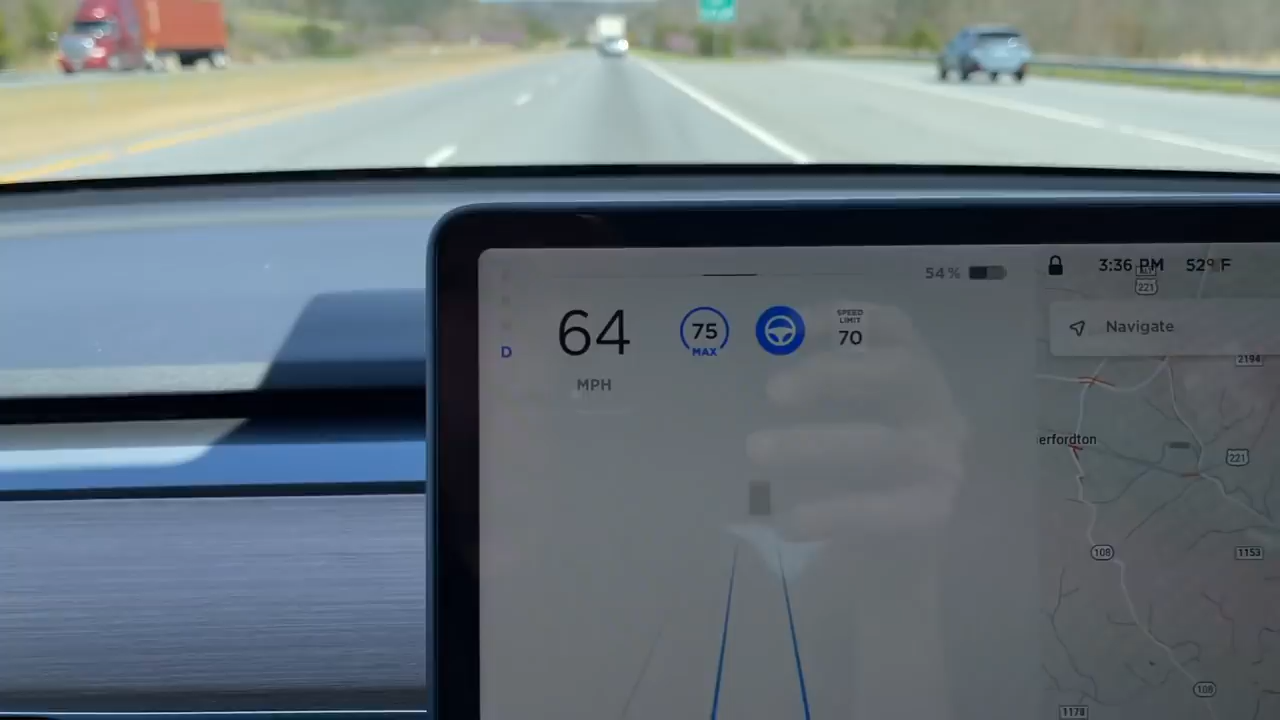 54 %
3:36 PM 52° F
221
Navigate
64
MPH
75
MAX
SPEED
LIMIT
70
D
2194
erfordton
221
108
1153
108
1178